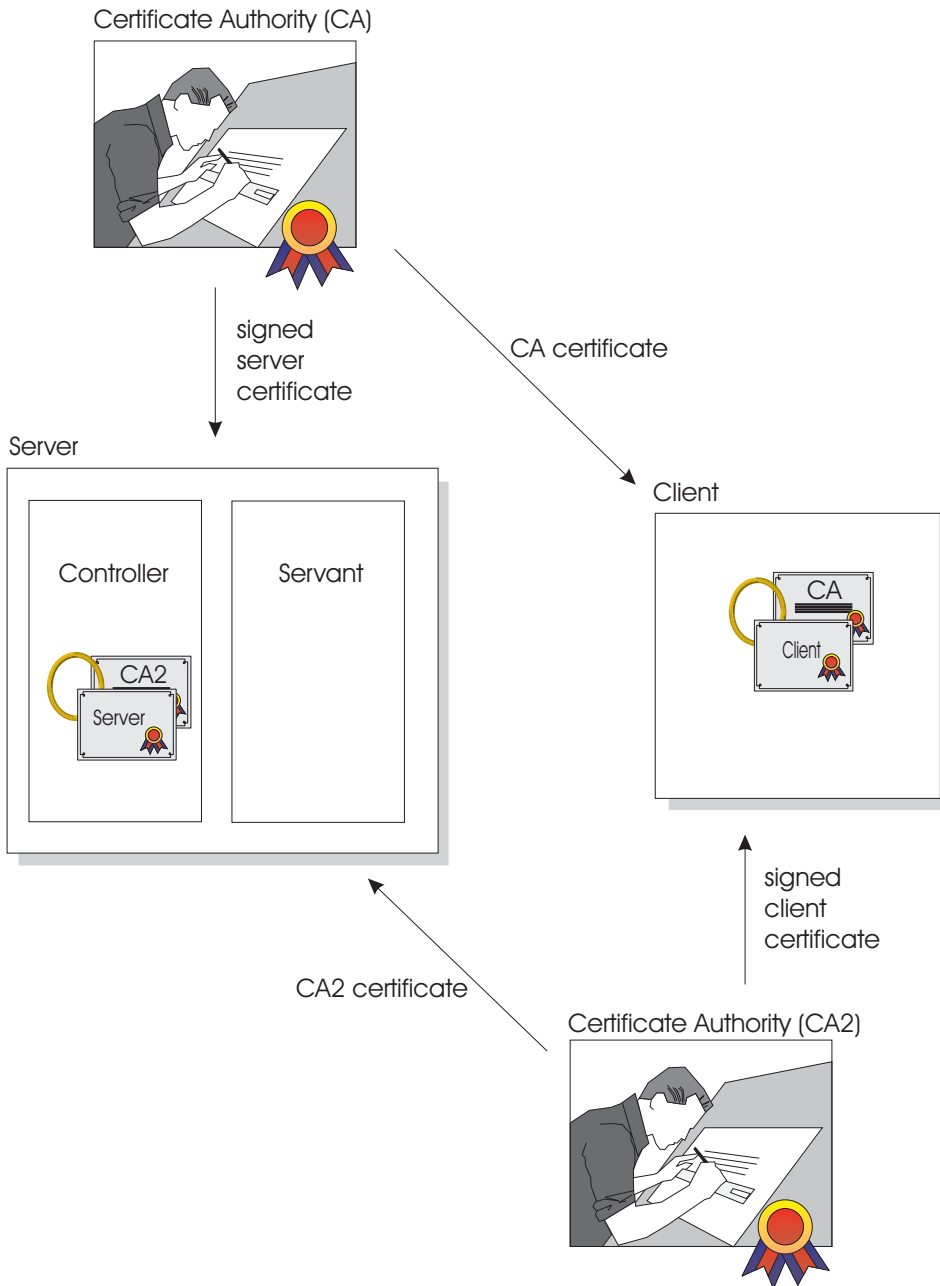 Certificate Authority (CA)
signed
server
certificate
CA certificate
Server
Client
Controller
Servant
CA
Client
CA2
Server
signed
client
certificate
CA2 certificate
Certificate Authority (CA2)